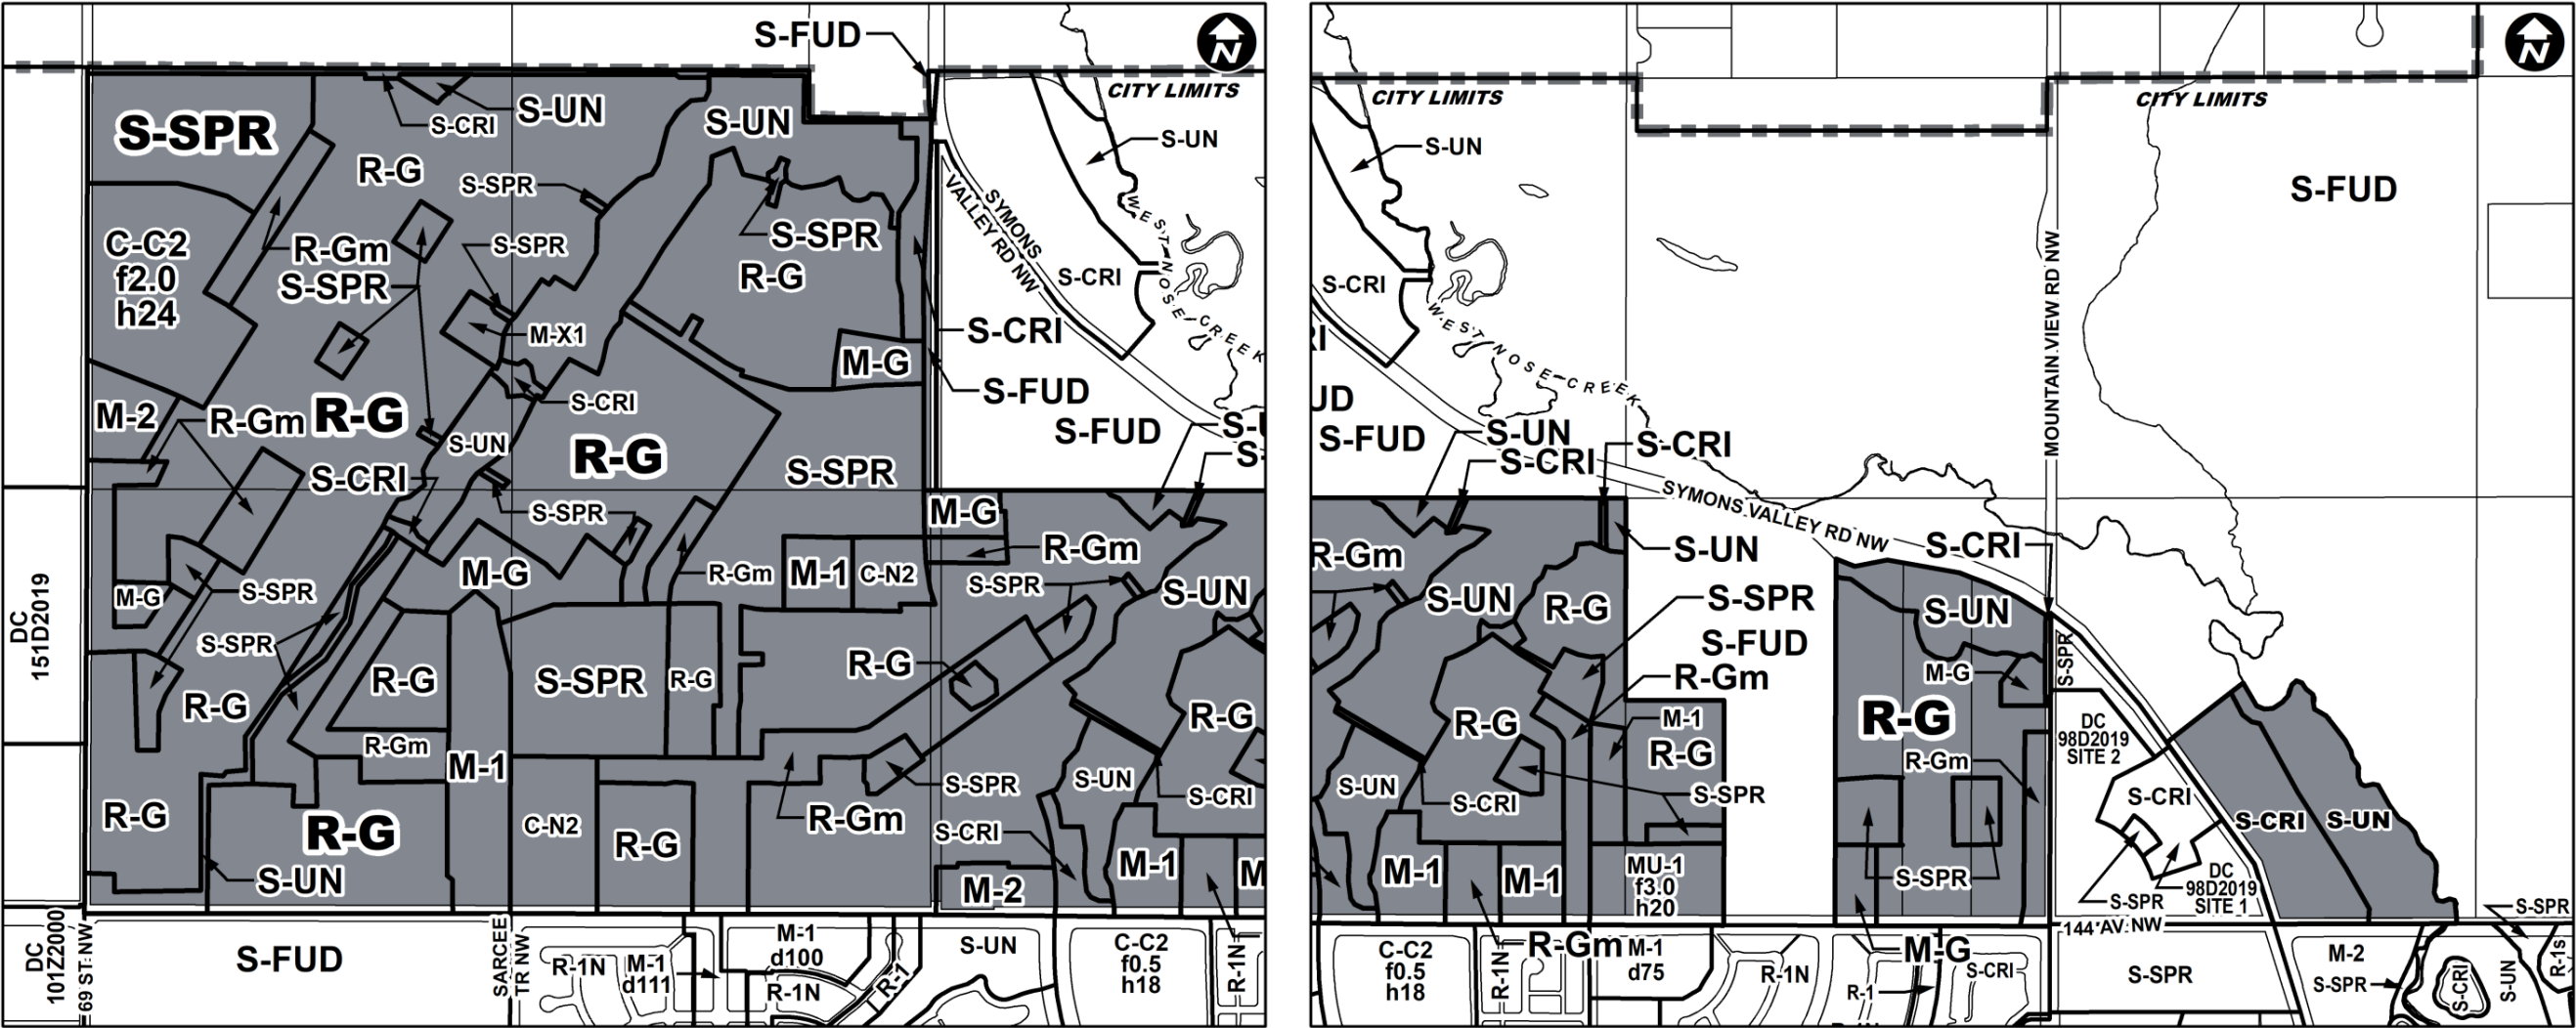 S-FUD
N
CITY LIMITS
S-SPR
S-CRI
S-UN
R-G
S-SPR
S-UN
S-UN
C-C2
f2.0
h24
R-Gm
S-SPR
S-SPR
M-X1
S-SPR
R-G
SYMONS
VALLEY RD NW
WEST NOSE CREEK
S-CRI
S-CRI
M-G
S-FUD
S-FUD
M-2
R-Gm
R-G
S-CRI
S-UN
R-G
S-SPR
S-CRI
S-SPR
M-G
R-Gm
M-G
S-SPR
M-G
R-Gm
M-1
C-N2
S-SPR
S-UN
DC
151D2019
S-SPR
R-G
R-G
S-SPR
R-G
R-G
R-G
R-Gm
M-1
S-UN
S-CRI
S-SPR
R-G
R-G
C-N2
R-G
R-Gm
S-CRI
M-1
S-UN
M-2
DC
101Z2000
69 ST NW
S-FUD
SARCEE
TR NW
R-1N
M-1
d111
M-1
d100
R-1N
R-1
S-UN
C-C2
f0.5
h18
R-1N
N
CITY LIMITS
CITY LIMITS
S-UN
S-FUD
S-CRI
WEST NOSE CREEK
MOUNTAIN VIEW RD NW
S-FUD
S-UN
S-CRI
S-CRI
SYMONS VALLEY RD NW
R-Gm
S-UN
R-G
S-UN
S-SPR
S-FUD
R-Gm
S-CRI
S-UN
S-SPR
M-G
R-G
M-1
R-G
R-G
DC
98D2019
SITE 2
R-Gm
S-UN
S-CRI
S-SPR
S-CRI
S-CRI
S-UN
M-1
M-1
MU-1
f3.0
h20
S-SPR
DC
98D2019
SITE 1
S-SPR
S-SPR
144 AV NW
C-C2
f0.5
h18
R-1N
R-Gm
M-1
d75
R-1N
M-G
R-1
S-CRI
S-SPR
M-2
S-SPR
S-CRI
S-UN
R-1s